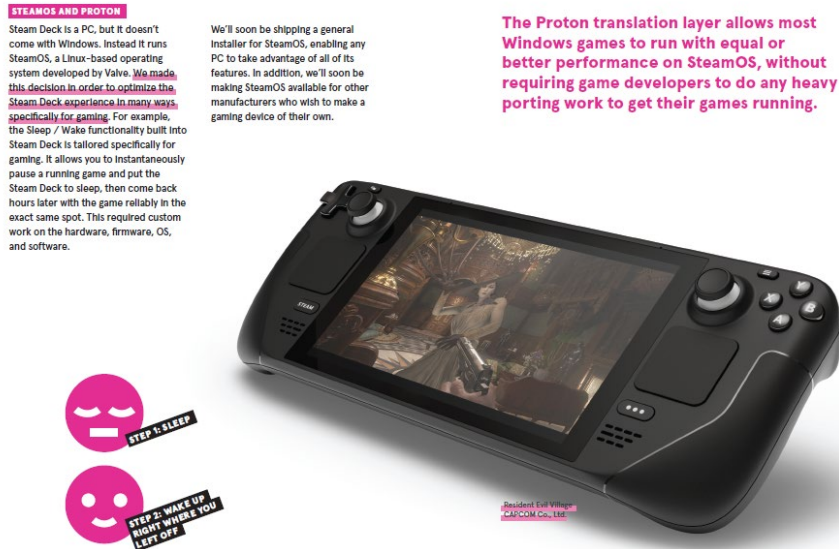 STEAMOS AND PROTON
Steam Deck is a PC, but it doesn't
come with Windows. Instead it runs
SteamOS, a Linux-based operating
system developed by Valve. We made
this decision in order to optimize the
Steam Deck experience in many ways
specifically for gaming. For example,
the Sleep / Wake functionality built into
Steam Deck is tailored specifically for
gaming. It allows you to instantaneously
pause a running game and put the
Steam Deck to sleep, then come back
hours later with the game reliably in the
exact same spot. This required custom
work on the hardware, firmware, OS,
and software.
We'll soon be shipping a general
installer for SteamOS, enabling any
PC to take advantage of all of its
features. In addition, we'll soon be
making SteamOS available for other
manufacturers who wish to make a
gaming device of their own.
The Proton translation layer allows most
Windows games to run with equal or
better performance on SteamOS, without
requiring game developers to do any heavy
porting work to get their games running.
STEAM
Y
X
B
A
STEP 1: SLEEP
STEP 2: WAKE UP
RIGHT WHERE YOU
LEFT OFF
Resident Evil Village
CAPCOM Co., Ltd.